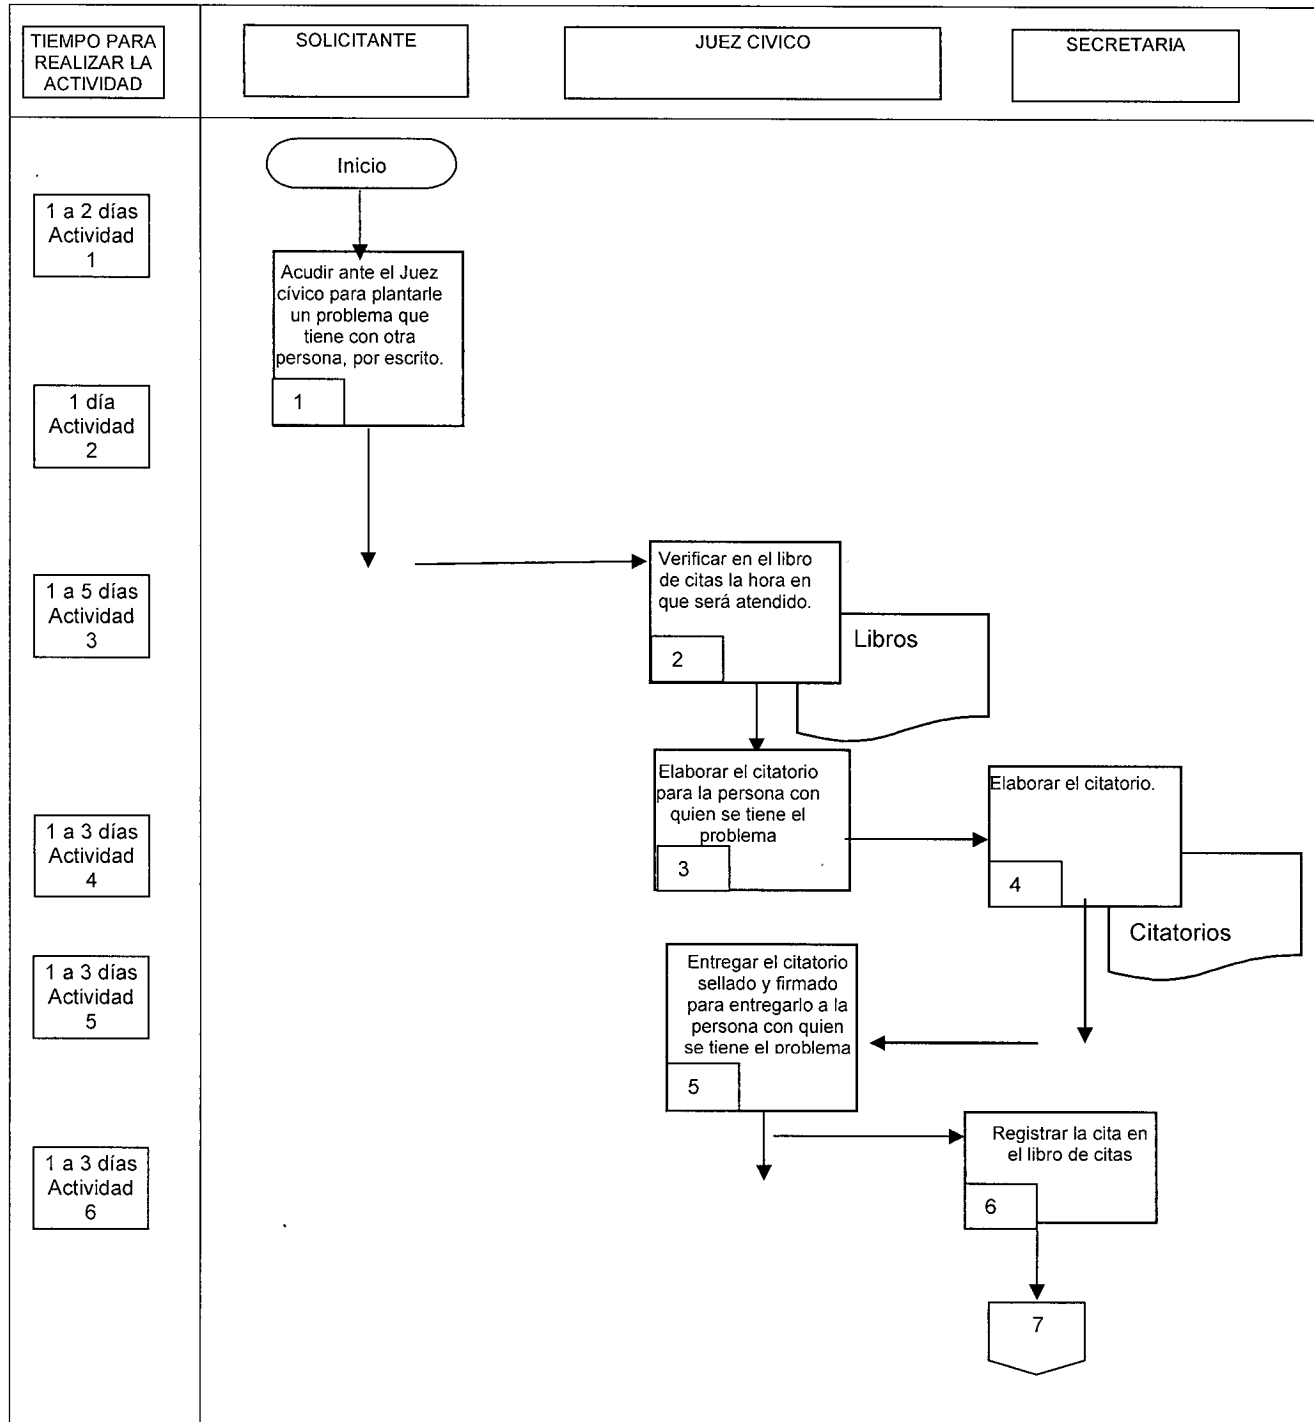 TIEMPO PARA
REALIZAR LA
ACTIVIDAD
SOLICITANTE
JUEZ CIVICO
SECRETARIA
Inicio
1 a 2 días
Actividad
1
Acudir ante el Juez
cívico para plantarle
un problema que
tiene con otra
persona, por escrito.
1
1 día
Actividad
2
Verificar en el libro
de citas la hora en
que será atendido.
2
Libros
1 a 5 días
Actividad
3
Elaborar el citatorio
para la persona con
quien se tiene el
problema
3
Elaborar el citatorio.
4
Citatorios
1 a 3 días
Actividad
4
Entregar el citatorio
sellado y firmado
para entregarlo a la
persona con quien
se tiene el problema
5
1 a 3 días
Actividad
5
Registrar la cita en
el libro de citas
6
1 a 3 días
Actividad
6
7